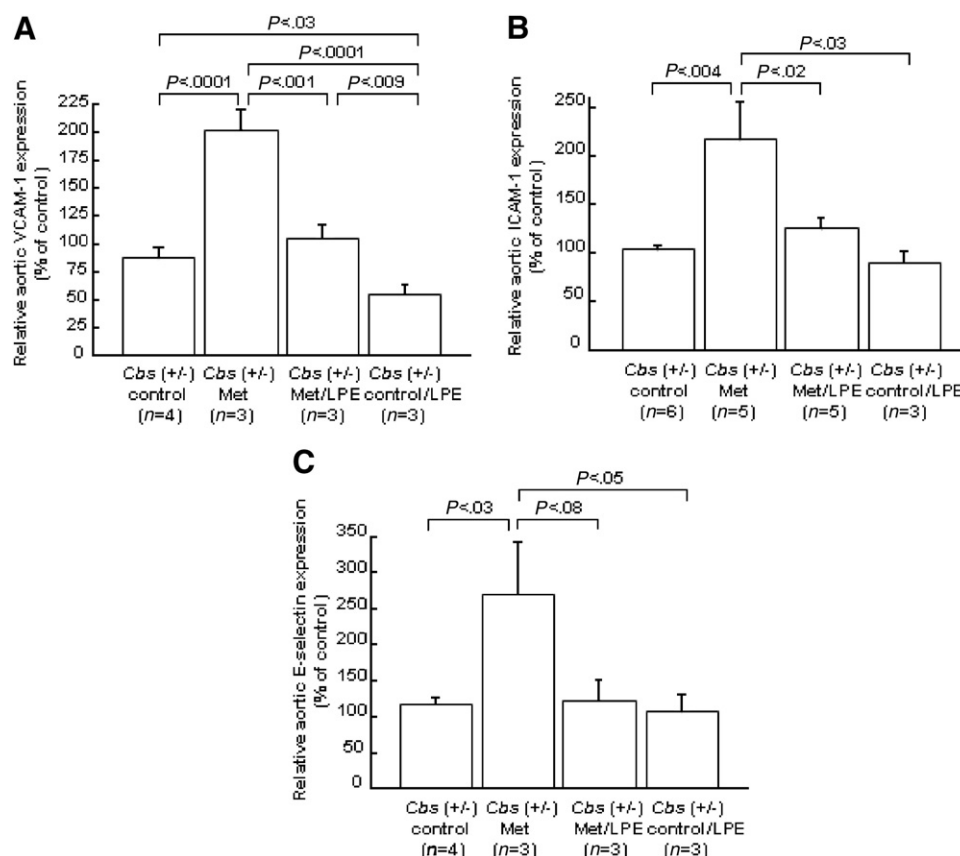 A
P<.03
P<.0001
P<.0001 P<.001 P<.009
Relative aortic VCAM-1 expression
(% of control)
225
200
175
150
125
100
75
50
25
0
Cbs (+/-) Cbs (+/-) Cbs (+/-) Cbs (+/-)
control Met Met/LPE control/LPE
(n=4) (n=3) (n=3) (n=3)
B
P<.03
P<.004 P<.02
Relative aortic ICAM-1 expression
(% of control)
250
200
150
100
50
0
Cbs (+/-) Cbs (+/-) Cbs (+/-) Cbs (+/-)
control Met Met/LPE control/LPE
(n=6) (n=5) (n=5) (n=3)
C
P<.05
P<.03 P<.08
Relative aortic E-selectin expression
(% of control)
350
300
250
200
150
100
50
0
Cbs (+/-) Cbs (+/-) Cbs (+/-) Cbs (+/-)
control Met Met/LPE control/LPE
(n=4) (n=3) (n=3) (n=3)